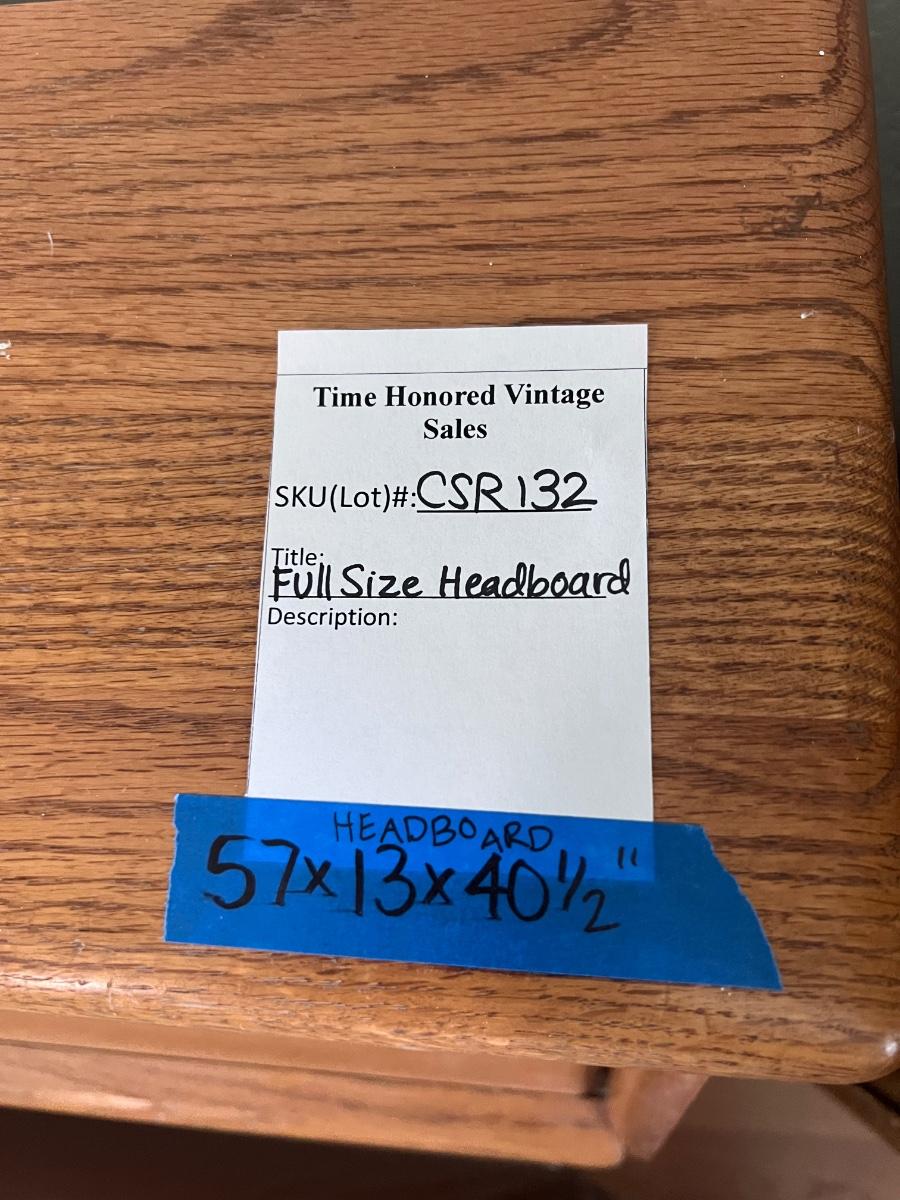 Time Honored Vintage
Sales
SKU(Lot)#:CSR132
Title:
Full Size Headboard
Description:
HEADBOARD
57x13x40½"